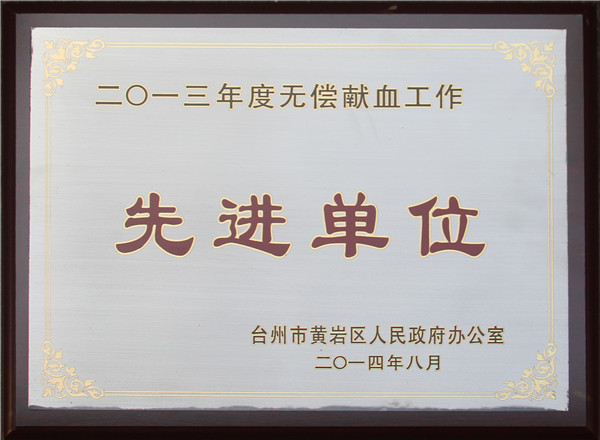 二〇一三年度无偿献血工作
先进单位
台州市黄岩区人民政府办公室
二〇一四年八月